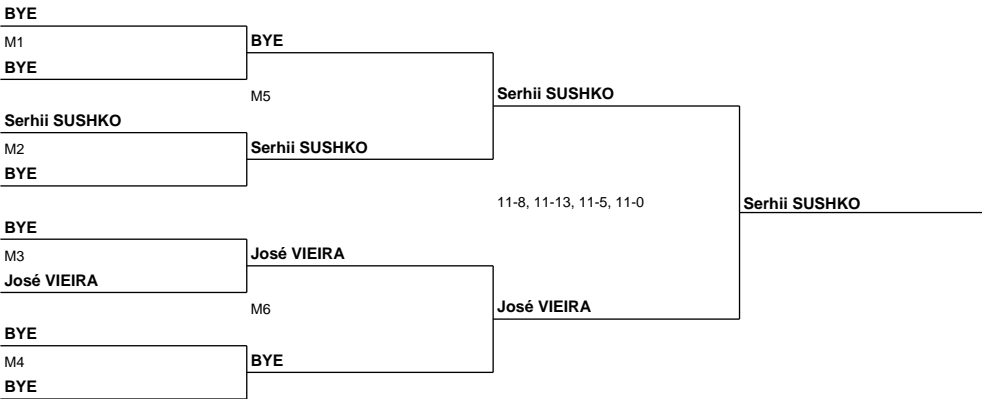 BYE
M1
BYE
BYE
M5
Serhii SUSHKO
Serhii SUSHKO
M2
Serhii SUSHKO
BYE
11-8, 11-13, 11-5, 11-0
Serhii SUSHKO
BYE
M3
José VIEIRA
José VIEIRA
M6
José VIEIRA
BYE
M4
BYE
BYE